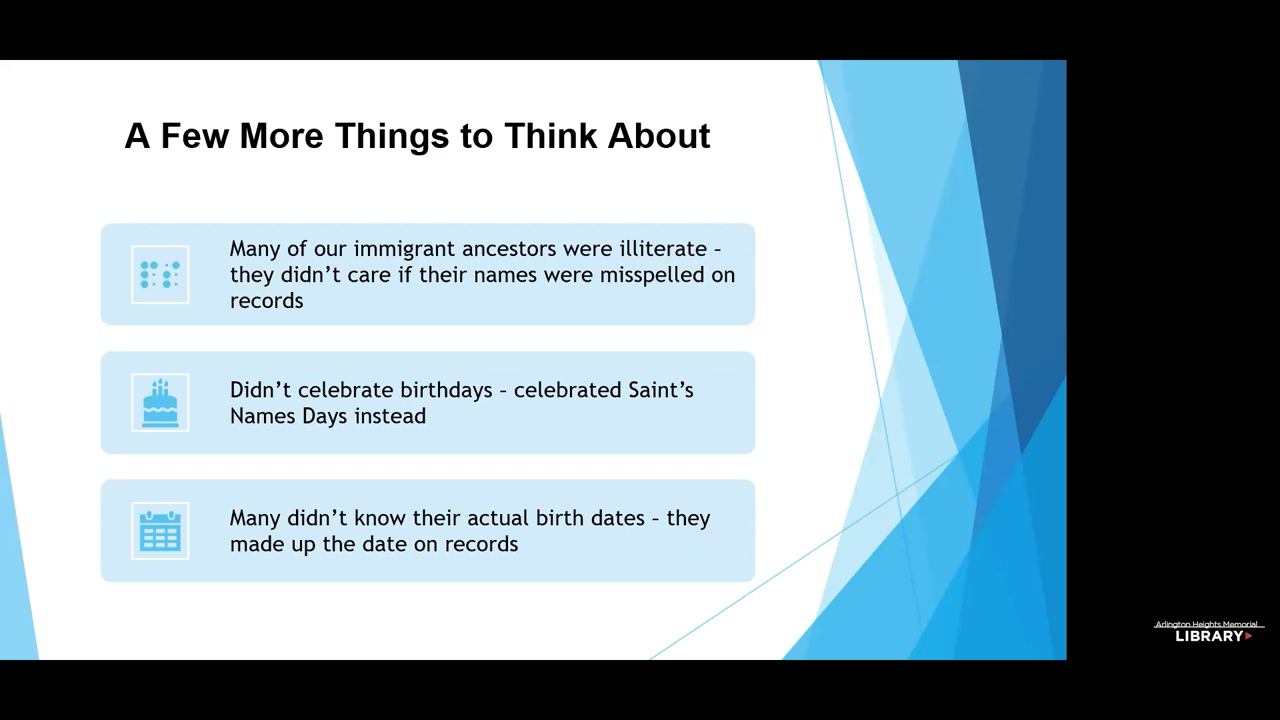 A Few More Things to Think About
Many of our immigrant ancestors were illiterate –
they didn’t care if their names were misspelled on
records
Didn’t celebrate birthdays – celebrated Saint’s
Names Days instead
Many didn’t know their actual birth dates – they
made up the date on records
Arlington Heights Memorial
LIBRARY